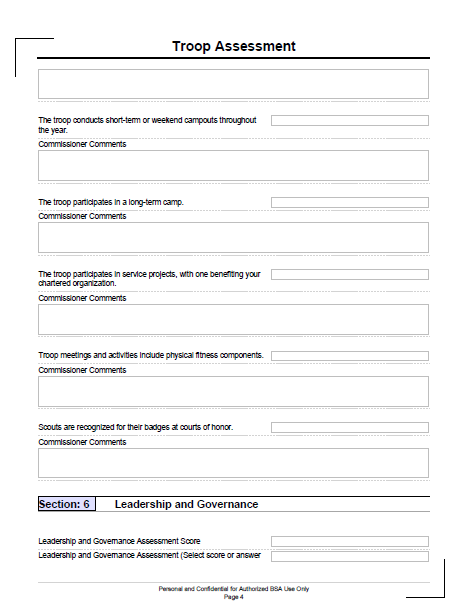 Troop Assessment
The troop conducts short-term or weekend campouts throughout
the year.
Commissioner Comments
The troop participates in a long-term camp.
Commissioner Comments
The troop participates in service projects, with one benefiting your
chartered organization.
Commissioner Comments
Troop meetings and activities include physical fitness components.
Commissioner Comments
Scouts are recognized for their badges at courts of honor.
Commissioner Comments
Section: 6 Leadership and Governance
Leadership and Governance Assessment Score
Leadership and Governance Assessment (Select score or answer
Personal and Confidential for Authorized BSA Use Only
Page 4